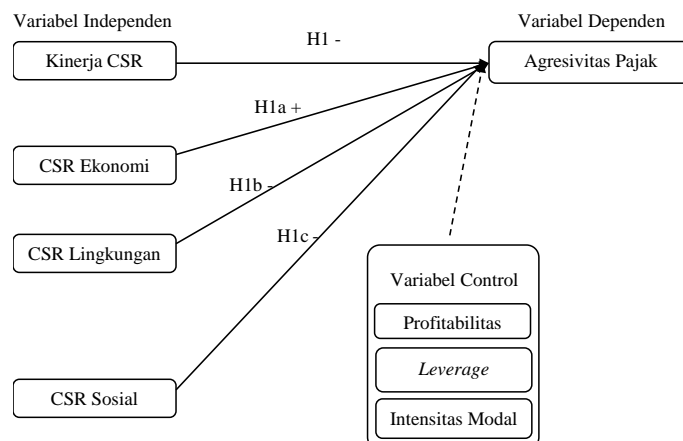 Variabel Independen
Variabel Dependen
H1 -
Kinerja CSR
Agresivitas Pajak
H1a +
CSR Ekonomi
H1b -
H1c -
CSR Lingkungan
Variabel Control
Profitabilitas
Leverage
CSR Sosial
Intensitas Modal